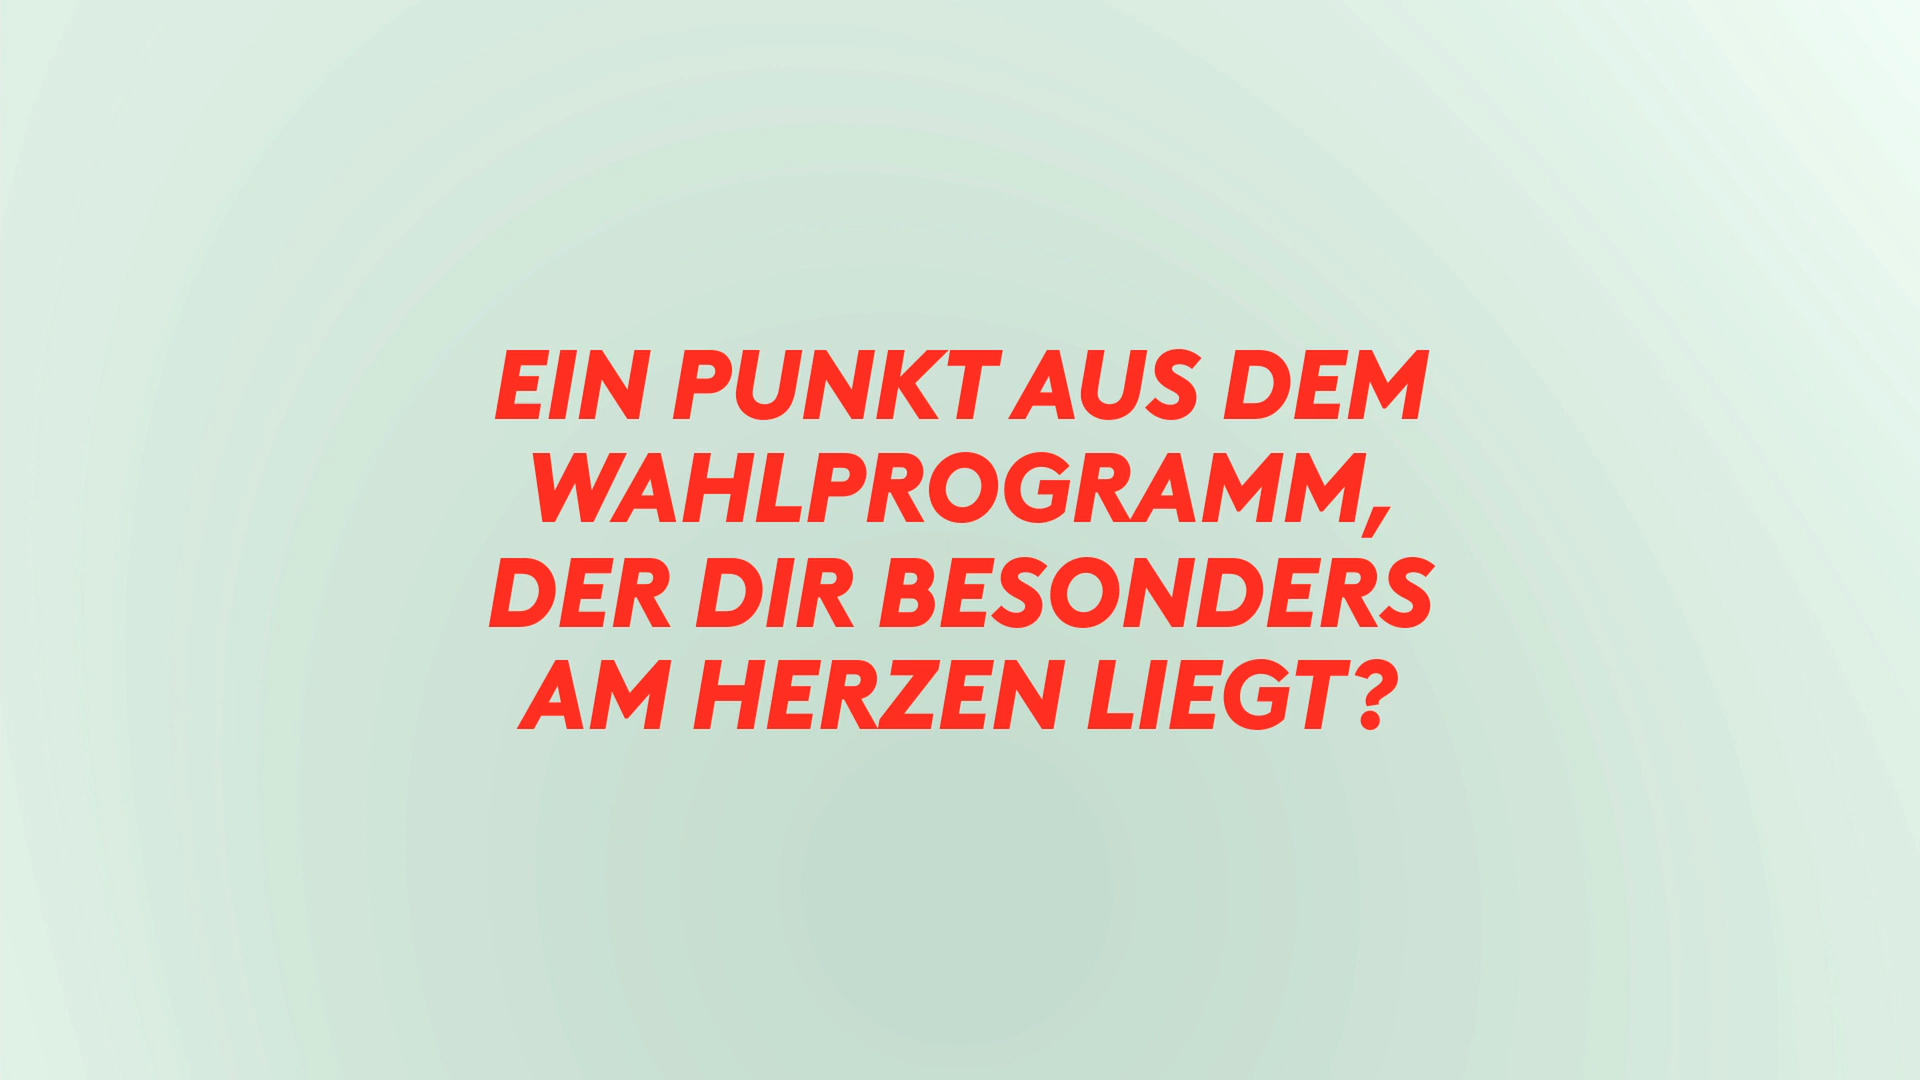 EIN PUNKT AUS DEM
WAHLPROGRAMM,
DER DIR BESONDERS
AM HERZEN LIEGT?